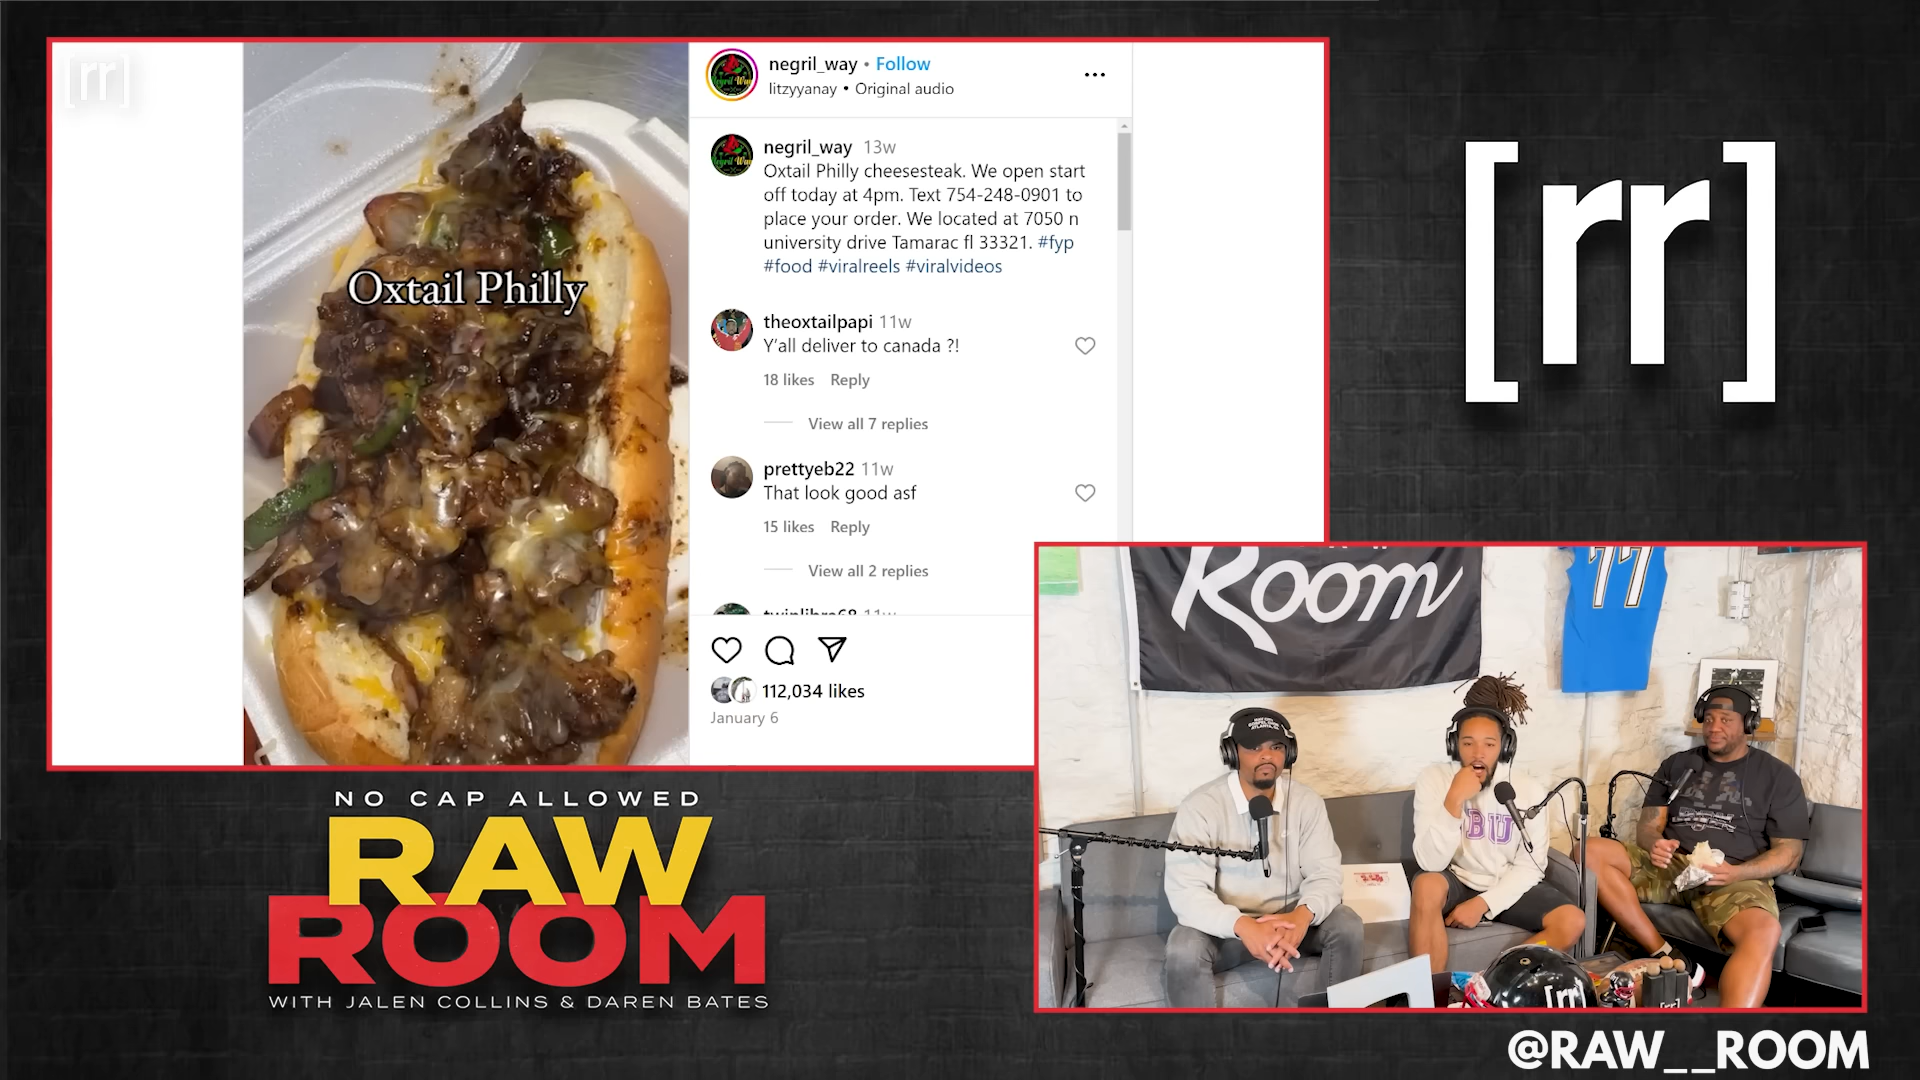 [rr]
negril_way • Follow
litzyyanay • Original audio
negril_way 13w
Oxtail Philly cheesesteak. We open start
off today at 4pm. Text 754-248-0901 to
place your order. We located at 7050 n
university drive Tamarac fl 33321. #fyp
#food #viralreels #viralvideos
Oxtail Philly
theoxtailpapi 11w
Y'all deliver to canada ?!
18 likes Reply
View all 7 replies
prettyeb22 11w
That look good asf
15 likes Reply
View all 2 replies
112,034 likes
January 6
[rr]
Room
77
BU
[rr]
NO CAP ALLOWED
RAW
ROOM
WITH JALEN COLLINS & DAREN BATES
@RAW__ROOM